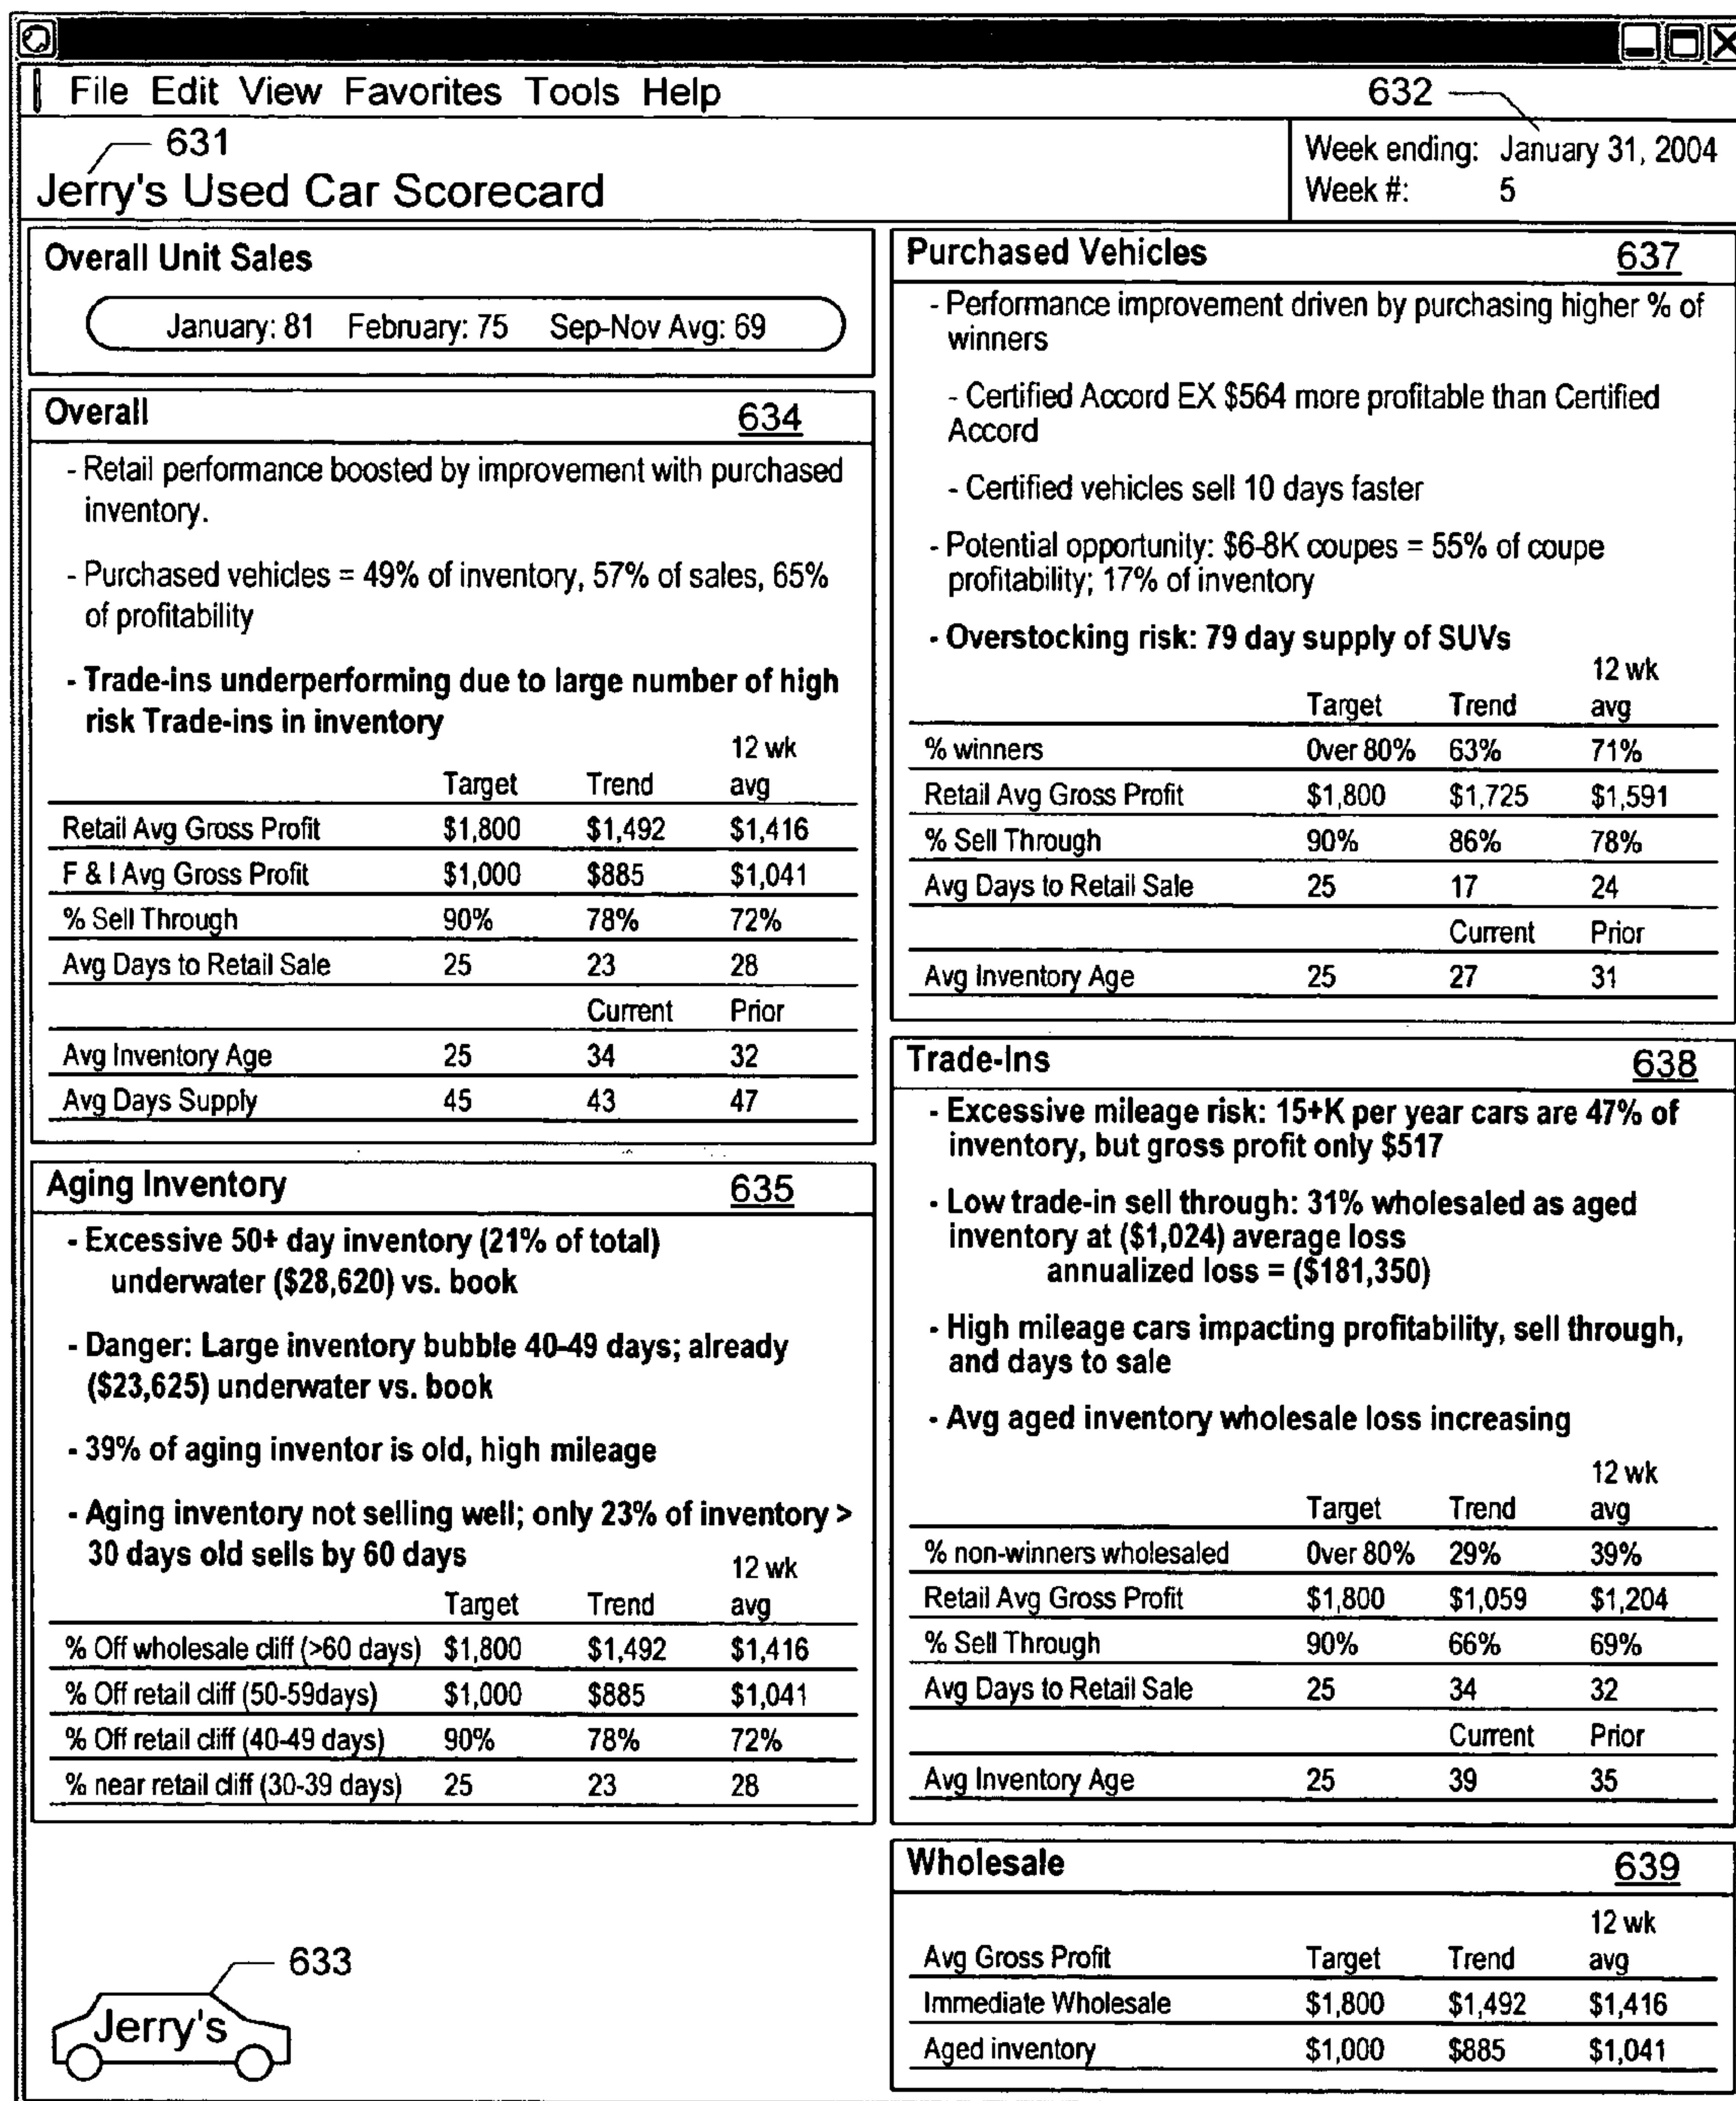 File Edit View Favorites Tools Help
632
631
Jerry's Used Car Scorecard
Week ending: January 31, 2004
Week #: 5
Overall Unit Sales
January: 81 February: 75 Sep-Nov Avg: 69
Overall 634
- Retail performance boosted by improvement with purchased
inventory.
- Purchased vehicles = 49% of inventory, 57% of sales, 65%
of profitability
- Trade-ins underperforming due to large number of high
risk Trade-ins in inventory
12 wk
Target Trend avg
Retail Avg Gross Profit $1,800 $1,492 $1,416
F & I Avg Gross Profit $1,000 $885 $1,041
% Sell Through 90% 78% 72%
Avg Days to Retail Sale 25 23 28
Current Prior
Avg Inventory Age 25 34 32
Avg Days Supply 45 43 47
Aging Inventory 635
- Excessive 50+ day inventory (21% of total)
underwater ($28,620) vs. book
- Danger: Large inventory bubble 40-49 days; already
($23,625) underwater vs. book
- 39% of aging inventor is old, high mileage
- Aging inventory not selling well; only 23% of inventory >
30 days old sells by 60 days
12 wk
Target Trend avg
% Off wholesale cliff (>60 days) $1,800 $1,492 $1,416
% Off retail cliff (50-59days) $1,000 $885 $1,041
% Off retail cliff (40-49 days) 90% 78% 72%
% near retail cliff (30-39 days) 25 23 28
633
Jerry's
Purchased Vehicles 637
- Performance improvement driven by purchasing higher % of
winners
- Certified Accord EX $564 more profitable than Certified
Accord
- Certified vehicles sell 10 days faster
- Potential opportunity: $6-8K coupes = 55% of coupe
profitability; 17% of inventory
- Overstocking risk: 79 day supply of SUVs
12 wk
Target Trend avg
% winners Over 80% 63% 71%
Retail Avg Gross Profit $1,800 $1,725 $1,591
% Sell Through 90% 86% 78%
Avg Days to Retail Sale 25 17 24
Current Prior
Avg Inventory Age 25 27 31
Trade-Ins 638
- Excessive mileage risk: 15+K per year cars are 47% of
inventory, but gross profit only $517
- Low trade-in sell through: 31% wholesaled as aged
inventory at ($1,024) average loss
annualized loss = ($181,350)
- High mileage cars impacting profitability, sell through,
and days to sale
- Avg aged inventory wholesale loss increasing
12 wk
Target Trend avg
% non-winners wholesaled Over 80% 29% 39%
Retail Avg Gross Profit $1,800 $1,059 $1,204
% Sell Through 90% 66% 69%
Avg Days to Retail Sale 25 34 32
Current Prior
Avg Inventory Age 25 39 35
Wholesale 639
12 wk
Avg Gross Profit Target Trend avg
Immediate Wholesale $1,800 $1,492 $1,416
Aged inventory $1,000 $885 $1,041